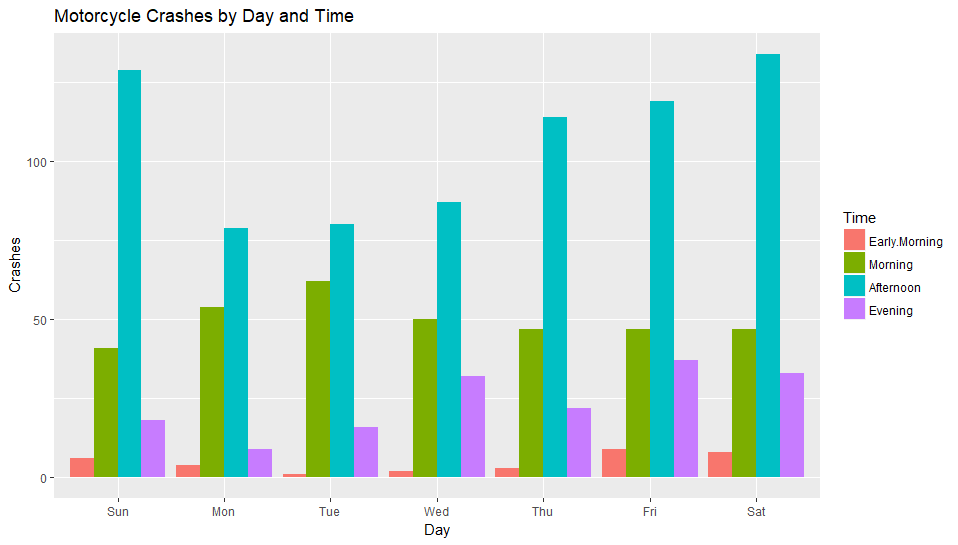 Motorcycle Crashes by Day and Time
Crashes
100
50
0
Sun Mon Tue Wed Thu Fri Sat
Day
Time
Early.Morning
Morning
Afternoon
Evening